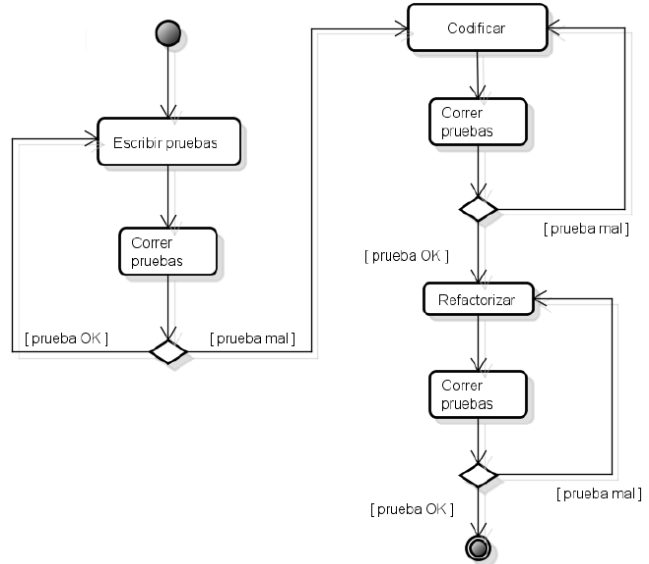 Escribir pruebas
Correr
pruebas
[ prueba OK ]
[ prueba mal ]
Codificar
Correr
pruebas
[ prueba mal ]
[ prueba OK ]
Refactorizar
Correr
pruebas
[ prueba mal ]
[ prueba OK ]